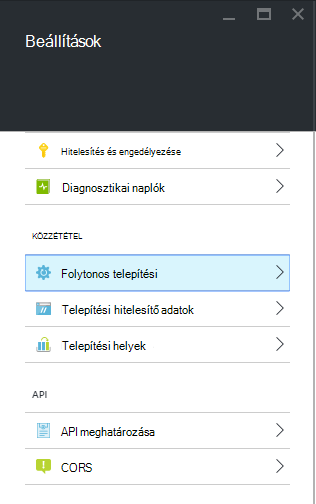 Beállítások
Hitelesítés és engedélyezése
Diagnosztikai naplók
KÖZZÉTÉTEL
Folytonos telepítési
Telepítési hitelesítő adatok
Telepítési helyek
API
API meghatározása
CORS